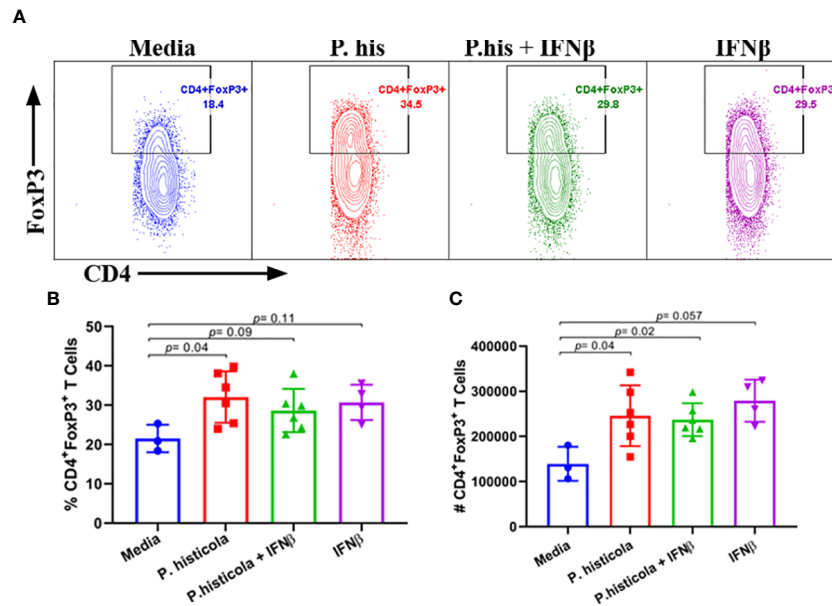 A
Media P. his P.his + IFNβ IFNβ
CD4+FoxP3+ CD4+FoxP3+ CD4+FoxP3+ CD4+FoxP3
18.4 34.5 29.8 29.5
FoxP3
CD4
B
p= 0.11
p= 0.09
p= 0.04
50
40
30
20
10
0
% CD4+FoxP3+ T Cells
Media P. histicola P.histicola + IFNβ IFNβ
C
p= 0.057
p= 0.02
p= 0.04
400000
300000
200000
100000
0
# CD4+FoxP3+ T Cells
Media P. histicola P.histicola + IFNβ IFNβ